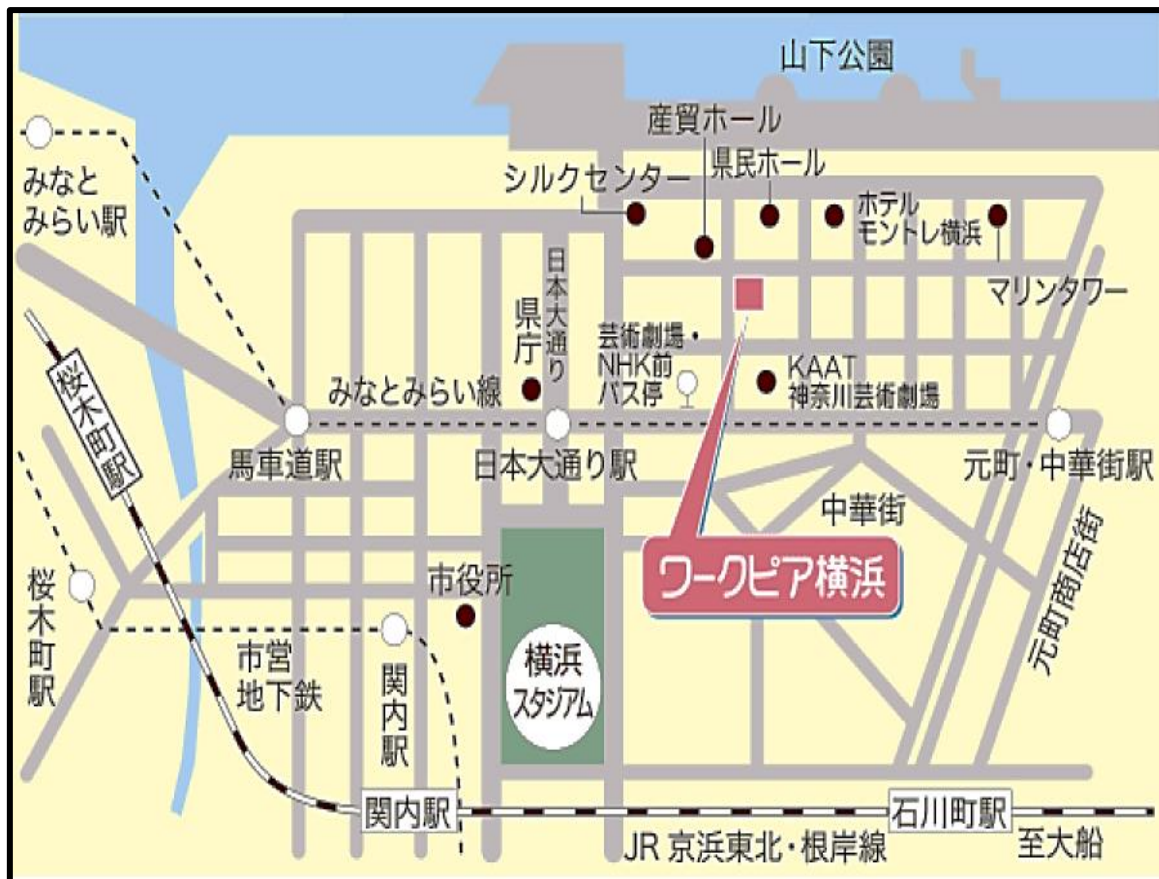 山下公園
産貿ホール
県民ホール
シルクセンター
ホテル
モントレ横浜
マリンタワー
みなと
みらい駅
日本大通り
県庁
芸術劇場・
NHK前
バス停
KAAT
神奈川芸術劇場
桜木町駅
みなとみらい線
馬車道駅
日本大通り駅
元町・中華街駅
中華街
ワークピア横浜
元町商店街
桜木町駅
市役所
市営
地下鉄
関内駅
横浜
スタジアム
関内駅
石川町駅
JR 京浜東北・根岸線
至大船